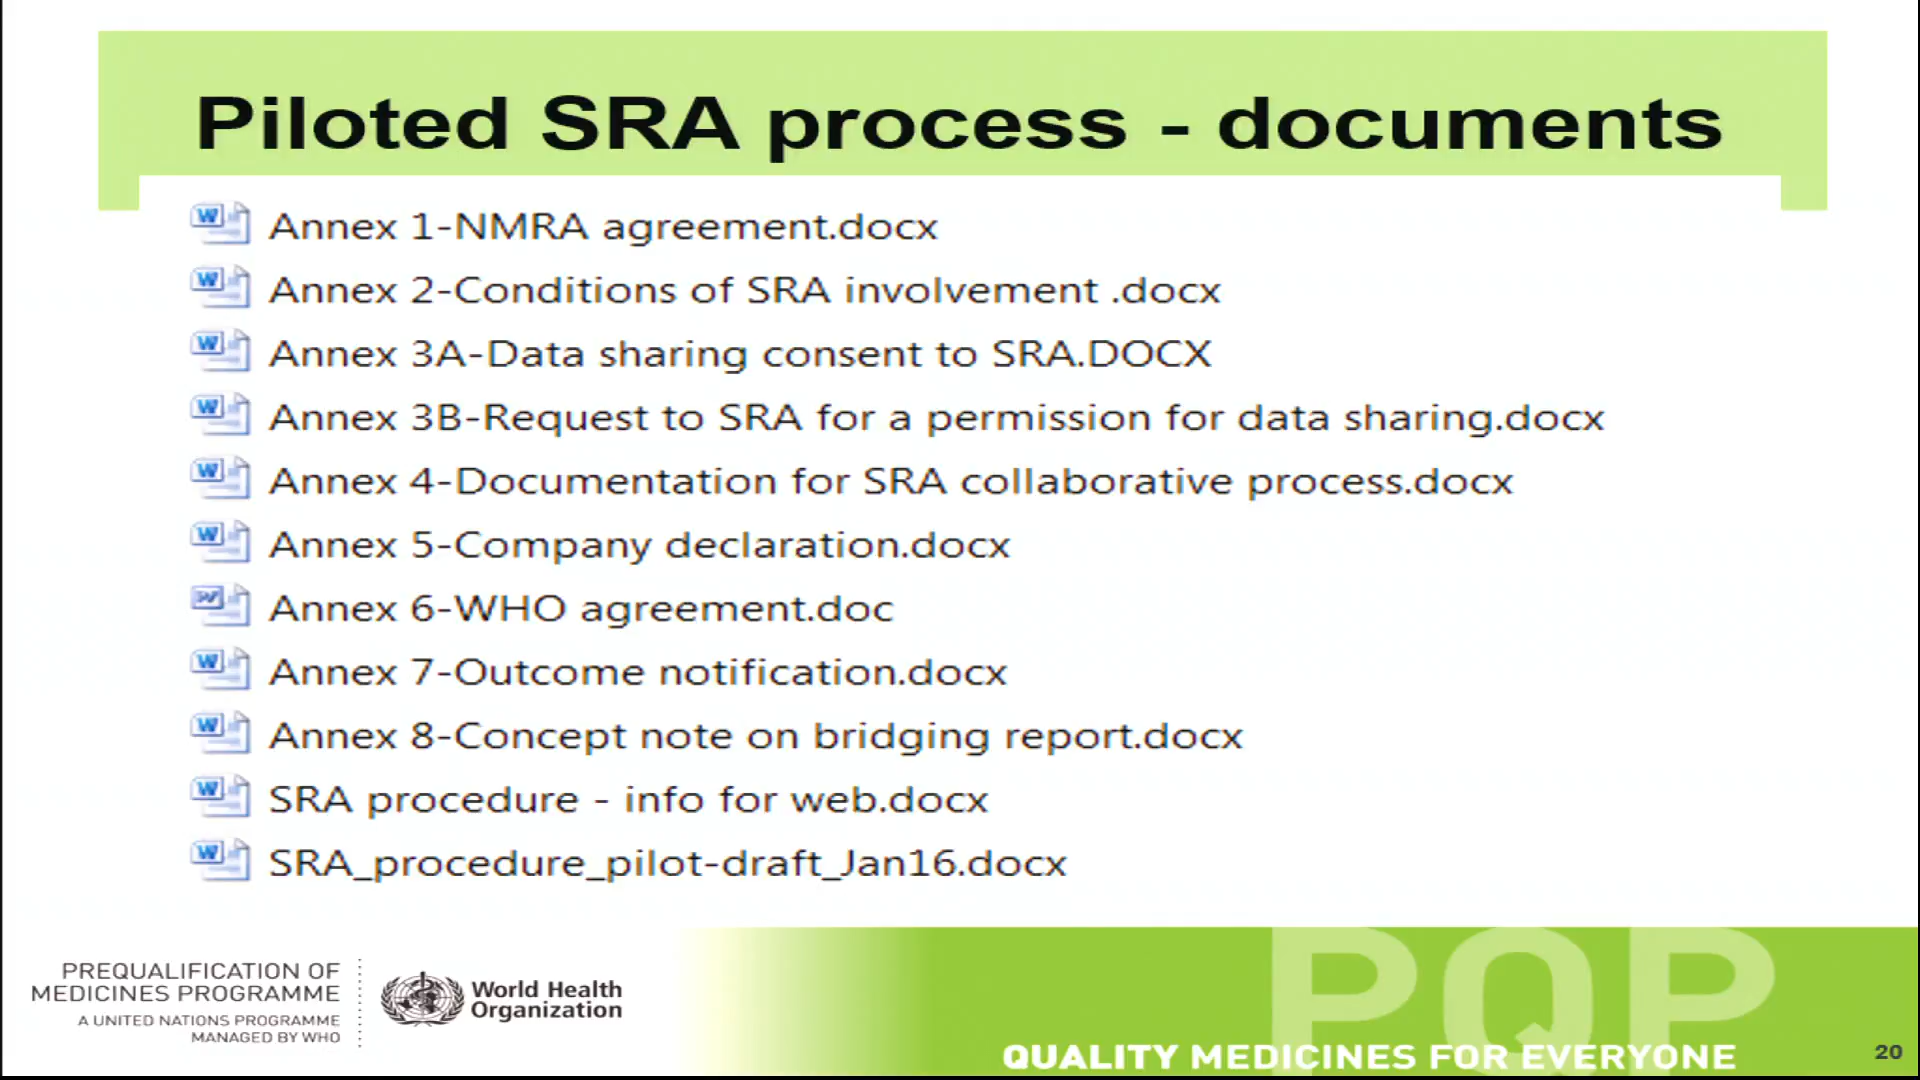 Piloted SRA process - documents
Annex 1-NMRA agreement.docx
Annex 2-Conditions of SRA involvement .docx
Annex 3A-Data sharing consent to SRA.DOCX
Annex 3B-Request to SRA for a permission for data sharing.docx
Annex 4-Documentation for SRA collaborative process.docx
Annex 5-Company declaration.docx
Annex 6-WHO agreement.doc
Annex 7-Outcome notification.docx
Annex 8-Concept note on bridging report.docx
SRA procedure - info for web.docx
SRA_procedure_pilot-draft_Jan16.docx
PREQUALIFICATION OF
MEDICINES PROGRAMME
A UNITED NATIONS PROGRAMME
MANAGED BY WHO
World Health
Organization
PQP
QUALITY MEDICINES FOR EVERYONE
20